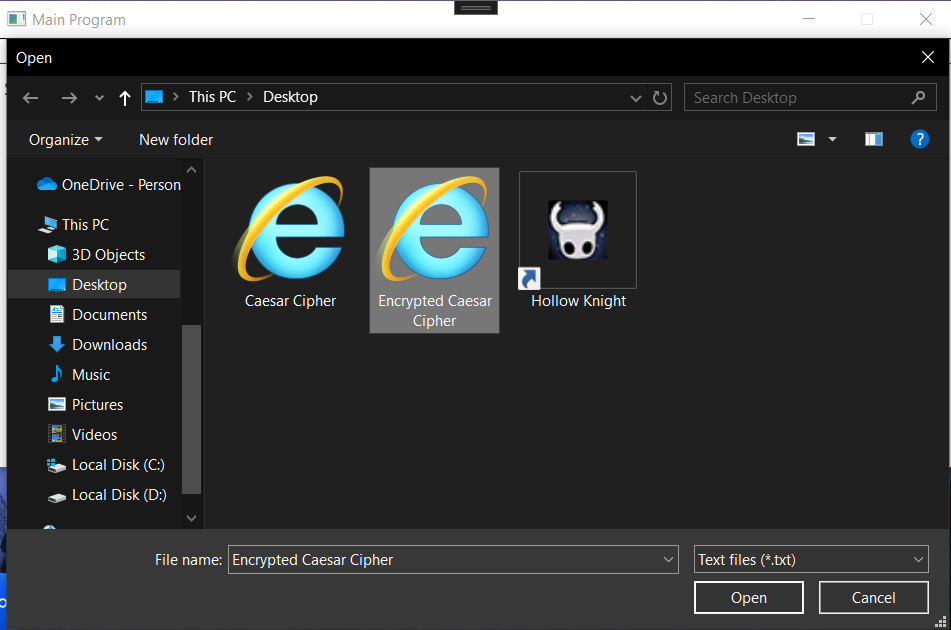 Main Program
Open
This PC > Desktop
Search Desktop
Organize
New folder
?
OneDrive - Person
This PC
3D Objects
Desktop
Documents
Downloads
Music
Pictures
Videos
Local Disk (C:)
Local Disk (D:)
Caesar Cipher
Encrypted Caesar
Cipher
Hollow Knight
File name:
Encrypted Caesar Cipher
Text files (*.txt)
Open
Cancel